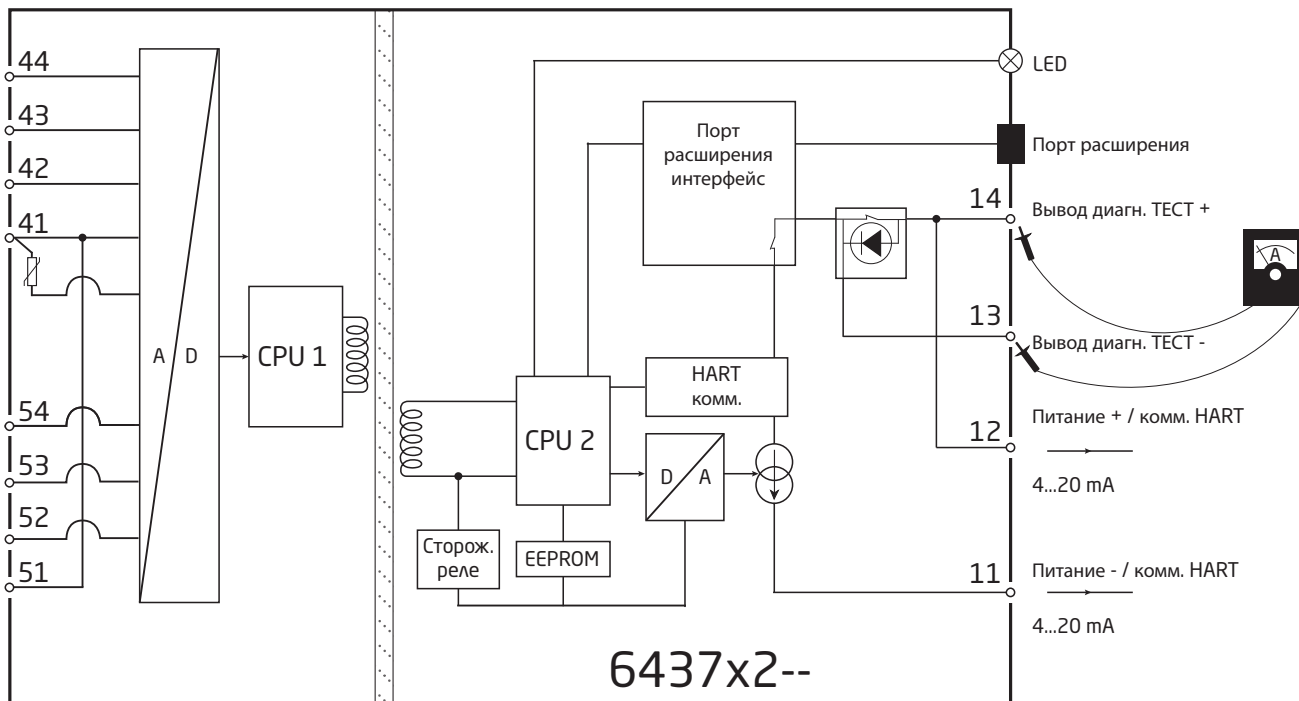 44
43
42
41
54
53
52
51
A D
CPU 1
CPU 2
Сторож.
реле
EEPROM
HART
комм.
D A
Порт
расширения
интерфейс
LED
Порт расширения
14
Вывод диагн. ТЕСТ +
A
13
Вывод диагн. ТЕСТ -
Питание + / комм. HART
12
4...20 mA
11
Питание - / комм. HART
4...20 mA
6437x2--